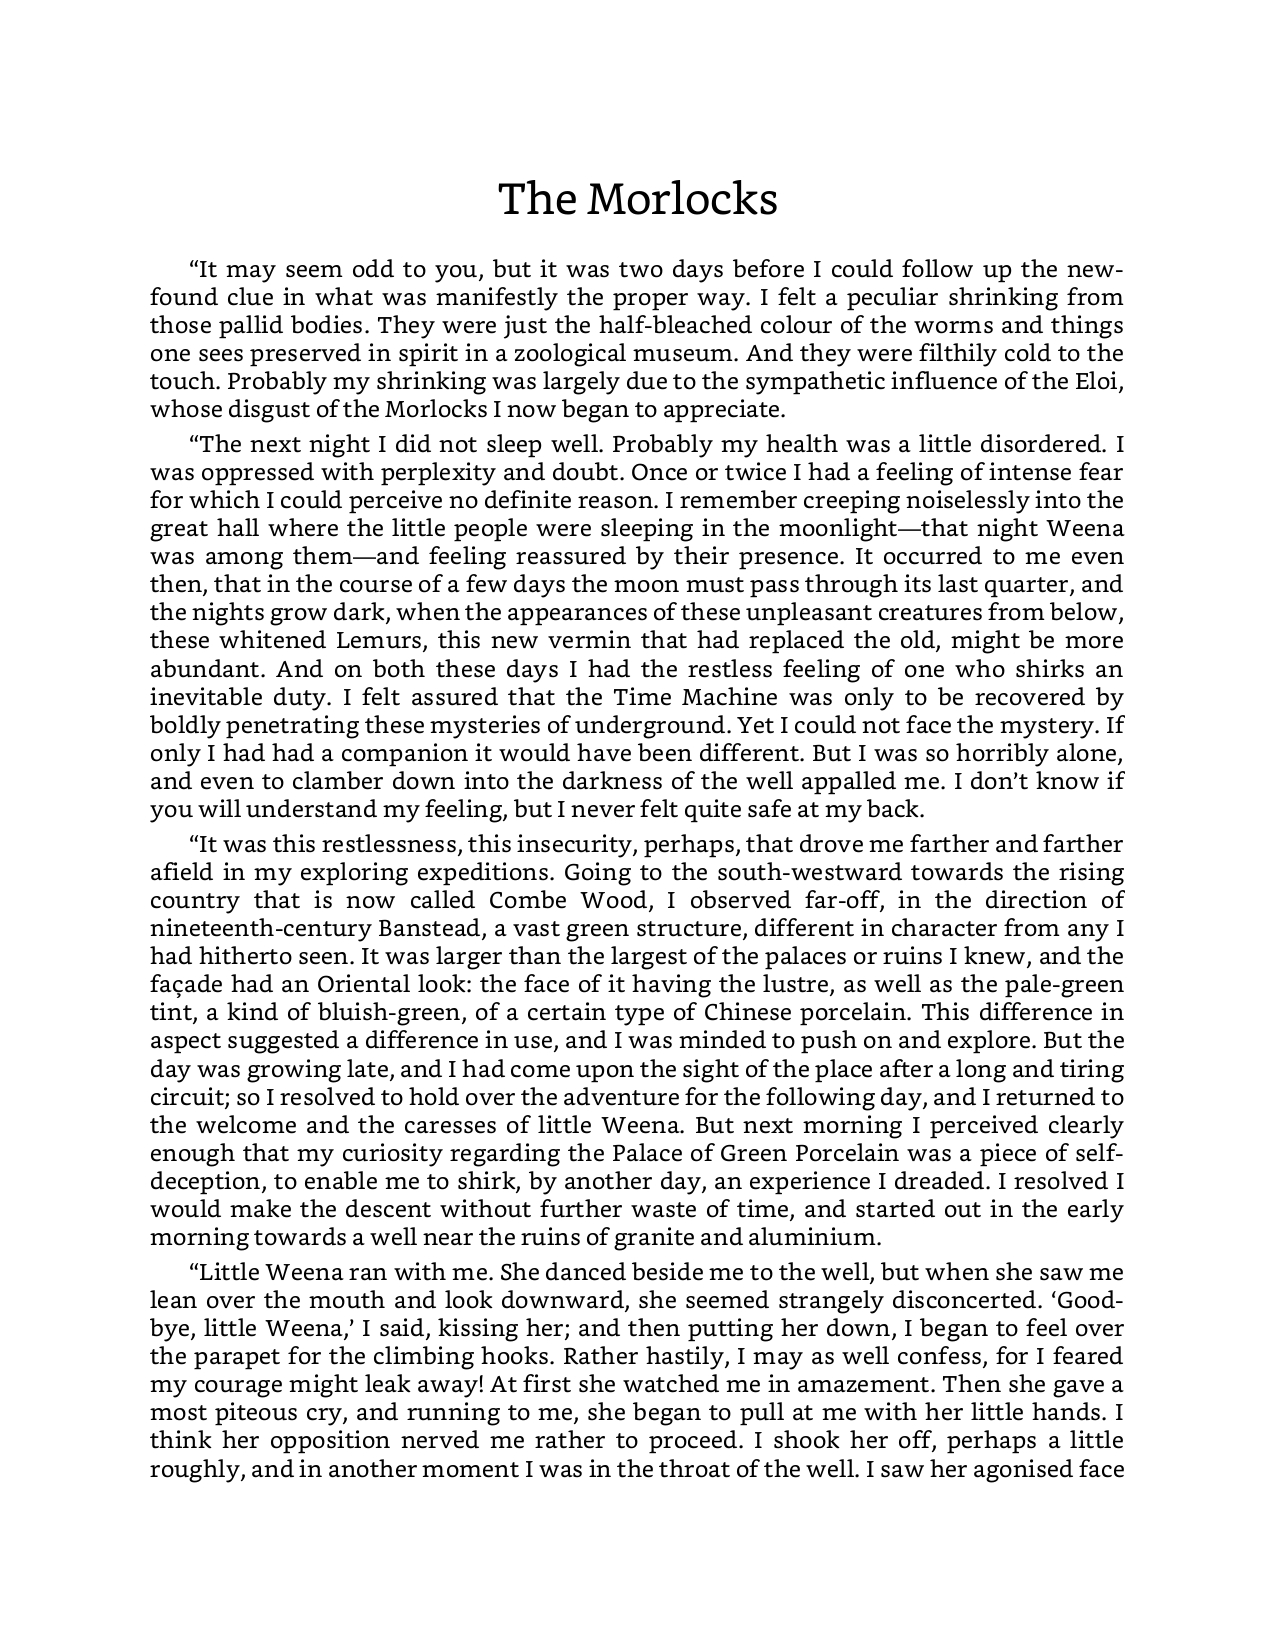 The Morlocks
“It may seem odd to you, but it was two days before I could follow up the new-
found clue in what was manifestly the proper way. I felt a peculiar shrinking from
those pallid bodies. They were just the half-bleached colour of the worms and things
one sees preserved in spirit in a zoological museum. And they were filthily cold to the
touch. Probably my shrinking was largely due to the sympathetic influence of the Eloi,
whose disgust of the Morlocks I now began to appreciate.
“The next night I did not sleep well. Probably my health was a little disordered. I
was oppressed with perplexity and doubt. Once or twice I had a feeling of intense fear
for which I could perceive no definite reason. I remember creeping noiselessly into the
great hall where the little people were sleeping in the moonlight—that night Weena
was among them—and feeling reassured by their presence. It occurred to me even
then, that in the course of a few days the moon must pass through its last quarter, and
the nights grow dark, when the appearances of these unpleasant creatures from below,
these whitened Lemurs, this new vermin that had replaced the old, might be more
abundant. And on both these days I had the restless feeling of one who shirks an
inevitable duty. I felt assured that the Time Machine was only to be recovered by
boldly penetrating these mysteries of underground. Yet I could not face the mystery. If
only I had had a companion it would have been different. But I was so horribly alone,
and even to clamber down into the darkness of the well appalled me. I don’t know if
you will understand my feeling, but I never felt quite safe at my back.
“It was this restlessness, this insecurity, perhaps, that drove me farther and farther
afield in my exploring expeditions. Going to the south-westward towards the rising
country that is now called Combe Wood, I observed far-off, in the direction of
nineteenth-century Banstead, a vast green structure, different in character from any I
had hitherto seen. It was larger than the largest of the palaces or ruins I knew, and the
façade had an Oriental look: the face of it having the lustre, as well as the pale-green
tint, a kind of bluish-green, of a certain type of Chinese porcelain. This difference in
aspect suggested a difference in use, and I was minded to push on and explore. But the
day was growing late, and I had come upon the sight of the place after a long and tiring
circuit; so I resolved to hold over the adventure for the following day, and I returned to
the welcome and the caresses of little Weena. But next morning I perceived clearly
enough that my curiosity regarding the Palace of Green Porcelain was a piece of self-
deception, to enable me to shirk, by another day, an experience I dreaded. I resolved I
would make the descent without further waste of time, and started out in the early
morning towards a well near the ruins of granite and aluminium.
“Little Weena ran with me. She danced beside me to the well, but when she saw me
lean over the mouth and look downward, she seemed strangely disconcerted. ‘Good-
bye, little Weena,’ I said, kissing her; and then putting her down, I began to feel over
the parapet for the climbing hooks. Rather hastily, I may as well confess, for I feared
my courage might leak away! At first she watched me in amazement. Then she gave a
most piteous cry, and running to me, she began to pull at me with her little hands. I
think her opposition nerved me rather to proceed. I shook her off, perhaps a little
roughly, and in another moment I was in the throat of the well. I saw her agonised face